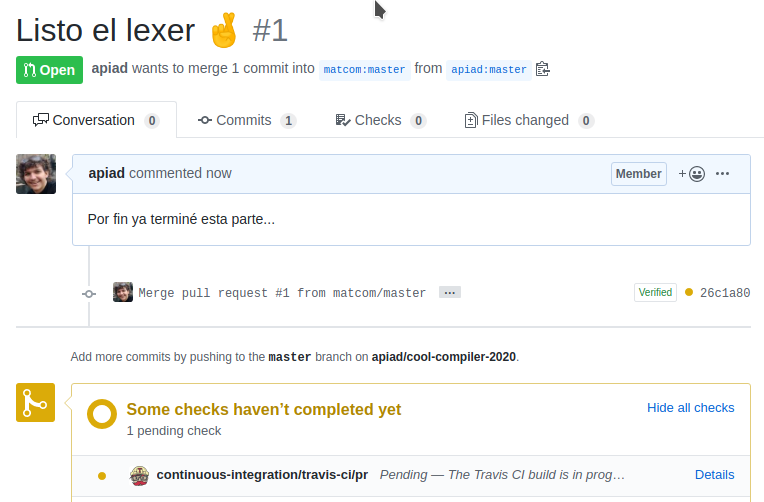 Listo el lexer 🤞 #1
Open apiad wants to merge 1 commit into matcom:master from apiad:master
Conversation 0 Commits 1 Checks 0 Files changed 0
apiad commented now Member
Por fin ya terminé esta parte...
Merge pull request #1 from matcom/master ... Verified 26c1a80
Add more commits by pushing to the master branch on apiad/cool-compiler-2020.
Some checks haven’t completed yet Hide all checks
1 pending check
continuous-integration/travis-ci/pr Pending — The Travis CI build is in prog… Details